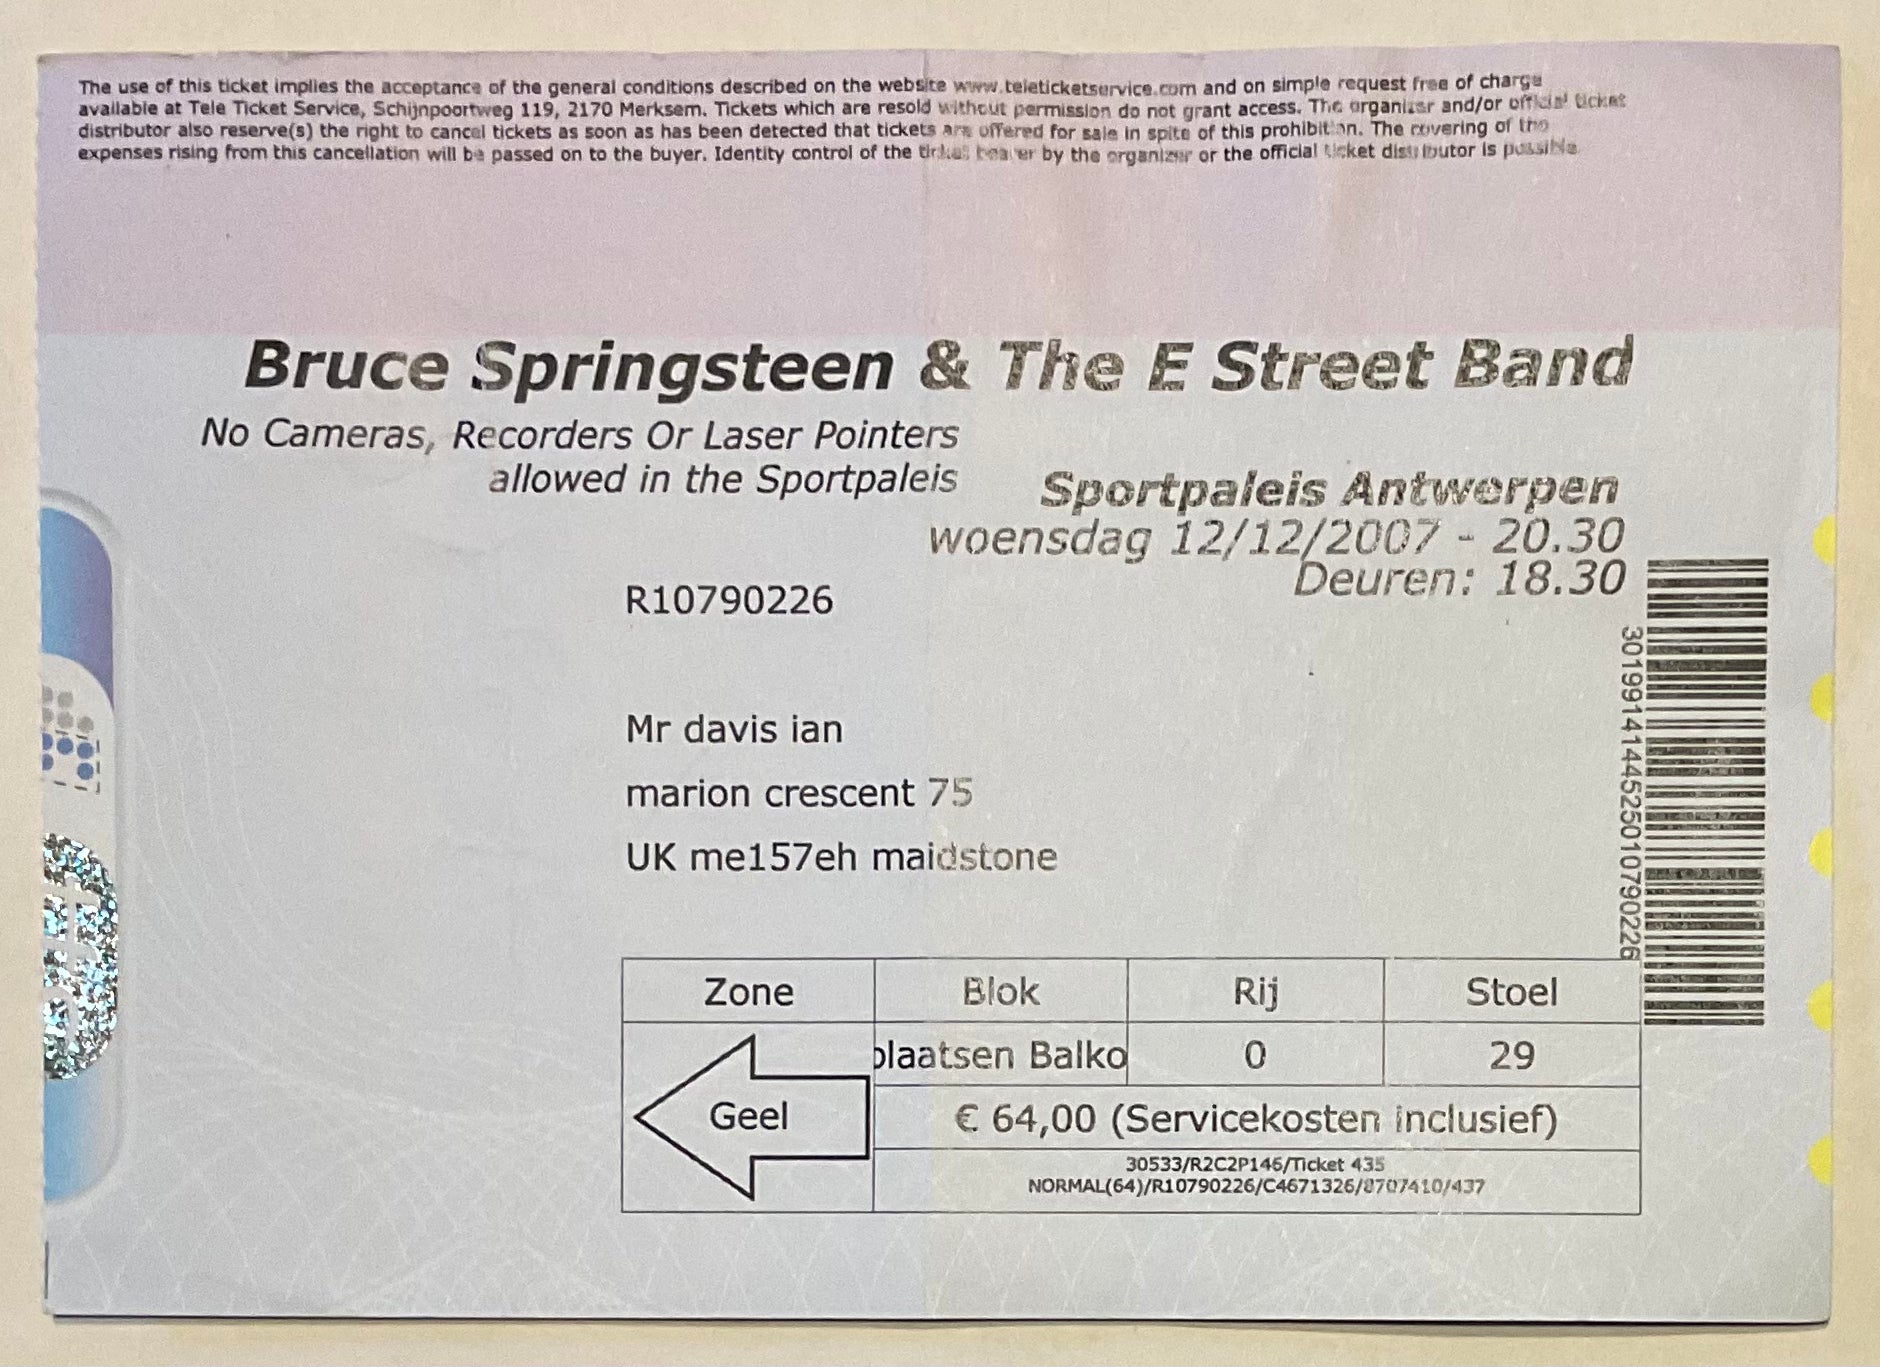 The use of this ticket implies the acceptance of the general conditions described on the website www.teleticketservice.com and on simple request free of charge
available at Tele Ticket Service, Schijnpoortweg 119, 2170 Merksem. Tickets which are resold without permission do not grant access. The organizer and/or official ticket
distributor also reserve(s) the right to cancel tickets as soon as has been detected that tickets are offered for sale in spite of this prohibition. The covering of the
expenses rising from this cancellation will be passed on to the buyer. Identity control of the ticket bearer by the organizer or the official ticket distributor is possible
Bruce Springsteen & The E Street Band
No Cameras, Recorders Or Laser Pointers
allowed in the Sportpaleis
Sportpaleis Antwerpen
woensdag 12/12/2007 - 20.30
Deuren: 18.30
R10790226
3019914144525010790226
Mr davis ian
marion crescent 75
UK me157eh maidstone
Zone Blok Rij Stoel
plaatsen Balko 0 29
Geel
€ 64,00 (Servicekosten inclusief)
30533/R2C2P146/Ticket 435
NORMAL(64)/R10790226/C4671326/8707410/437